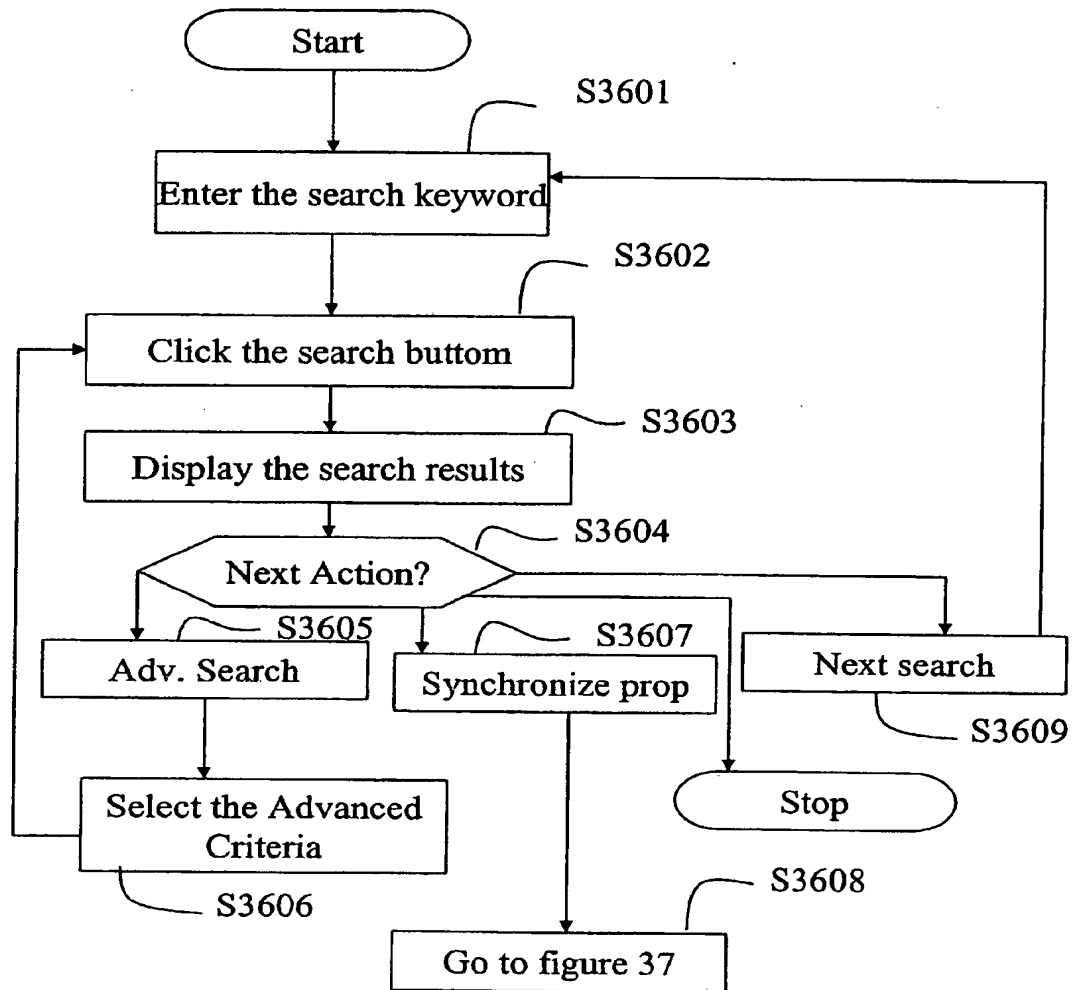 Start
S3601
Enter the search keyword
S3602
Click the search buttom
S3603
Display the search results
S3604
Next Action?
S3605
Adv. Search
S3607
Synchronize prop
Next search
S3609
Select the Advanced
Criteria
S3606
Stop
S3608
Go to figure 37